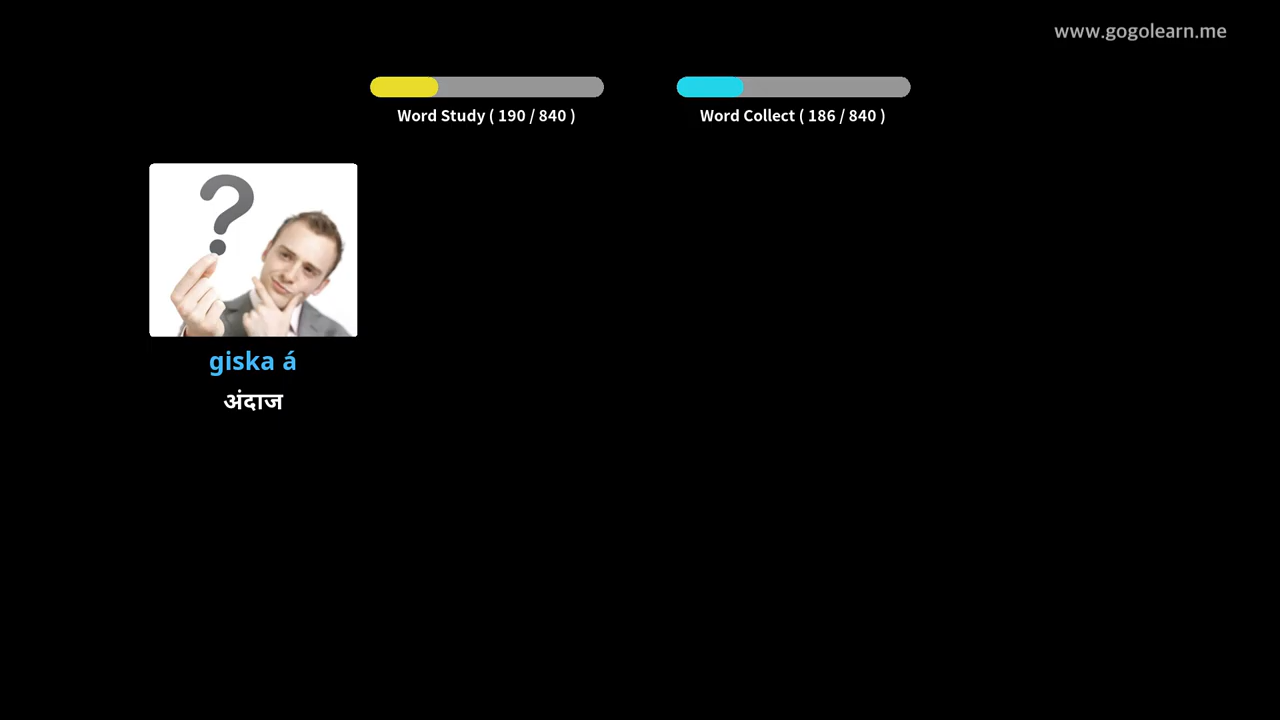 www.gogolearn.me
Word Study ( 190 / 840 )
Word Collect ( 186 / 840 )
giska á
अंदाज